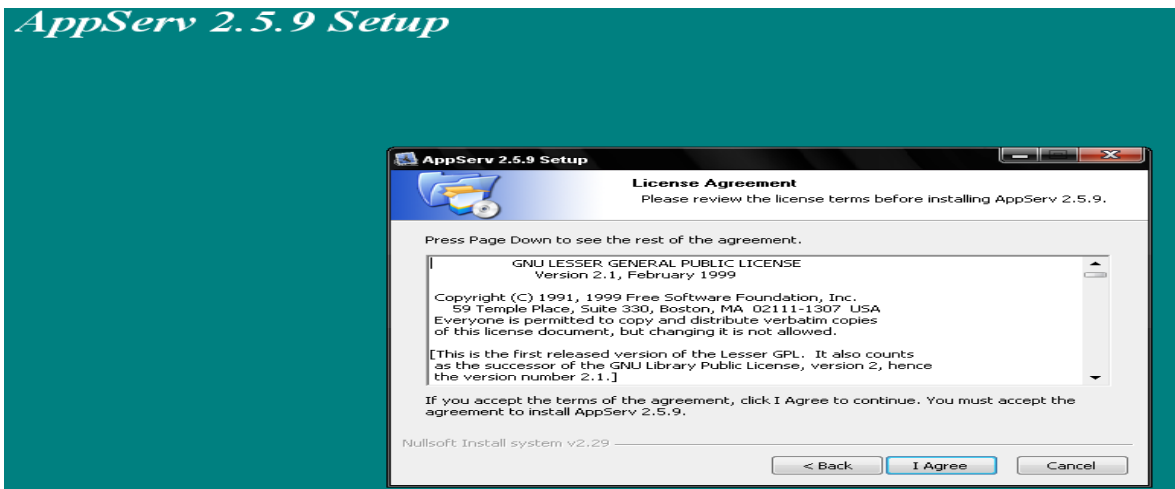 AppServ 2.5.9 Setup
AppServ 2.5.9 Setup
License Agreement
Please review the license terms before installing AppServ 2.5.9.
Press Page Down to see the rest of the agreement.
GNU LESSER GENERAL PUBLIC LICENSE
Version 2.1, February 1999
Copyright (C) 1991, 1999 Free Software Foundation, Inc.
59 Temple Place, Suite 330, Boston, MA 02111-1307 USA
Everyone is permitted to copy and distribute verbatim copies
of this license document, but changing it is not allowed.
[This is the first released version of the Lesser GPL. It also counts
as the successor of the GNU Library Public License, version 2, hence
the version number 2.1.]
If you accept the terms of the agreement, click I Agree to continue. You must accept the
agreement to install AppServ 2.5.9.
Nullsoft Install system v2.29
< Back I Agree Cancel